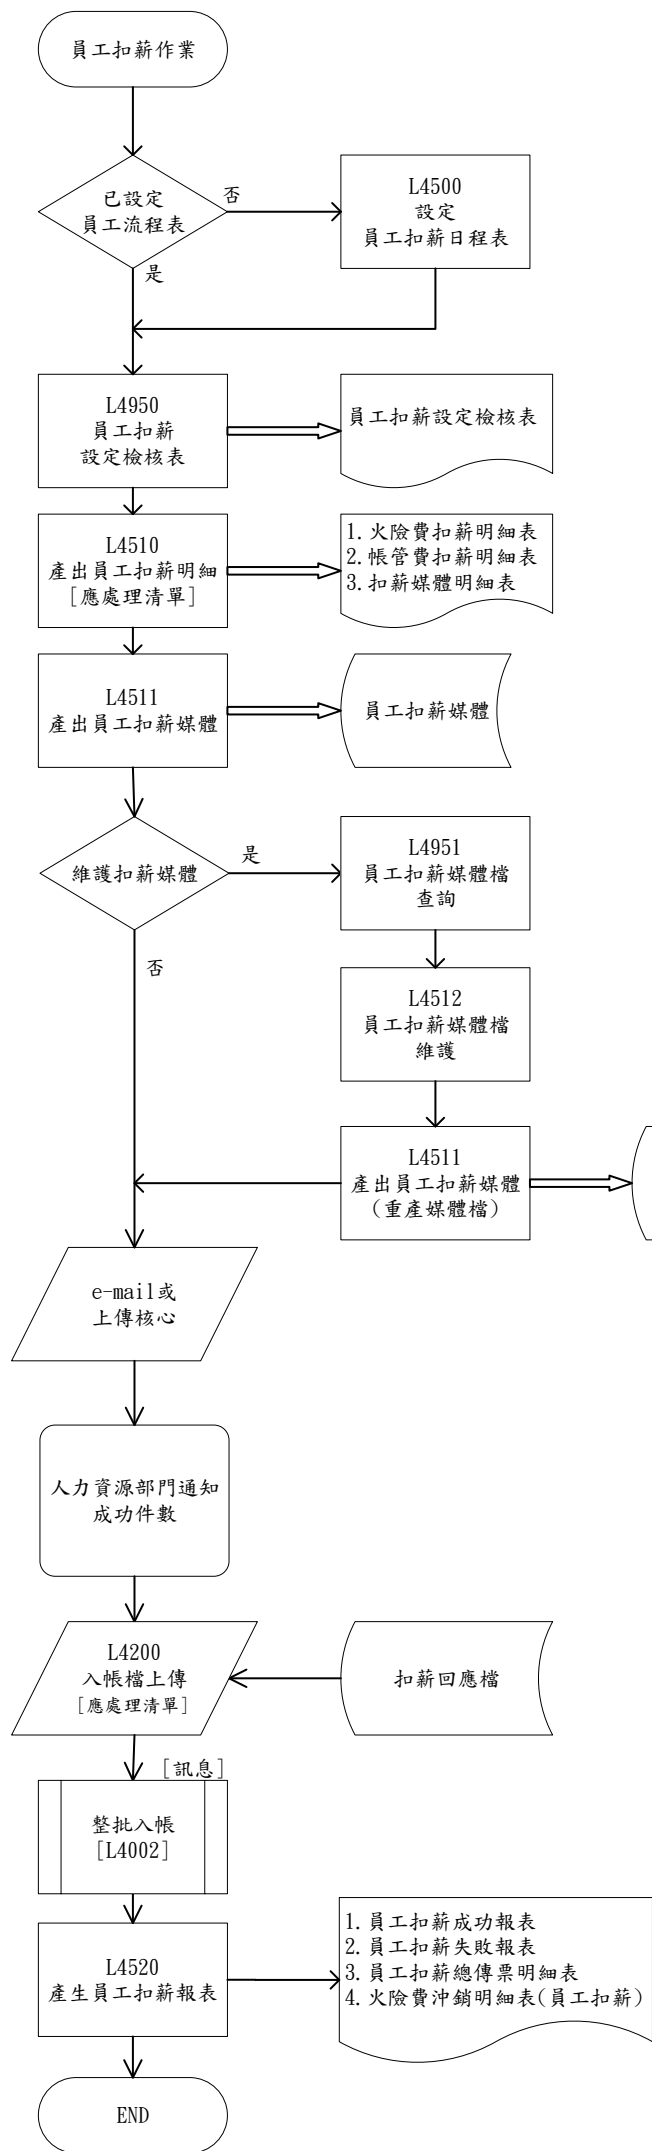 員工扣薪作業
已設定
員工流程表
否
是
L4500
設定
員工扣薪日程表
L4950
員工扣薪
設定檢核表
員工扣薪設定檢核表
L4510
產出員工扣薪明細
[應處理清單]
1.火險費扣薪明細表
2.帳管費扣薪明細表
3.扣薪媒體明細表
L4511
產出員工扣薪媒體
員工扣薪媒體
維護扣薪媒體
是
否
L4951
員工扣薪媒體檔
查詢
L4512
員工扣薪媒體檔
維護
L4511
產出員工扣薪媒體
(重產媒體檔)
e-mail或
上傳核心
人力資源部門通知
成功件數
L4200
入帳檔上傳
[應處理清單]
扣薪回應檔
[訊息]
整批入帳
[L4002]
L4520
產生員工扣薪報表
1.員工扣薪成功報表
2.員工扣薪失敗報表
3.員工扣薪總傳票明細表
4.火險費沖銷明細表(員工扣薪)
END